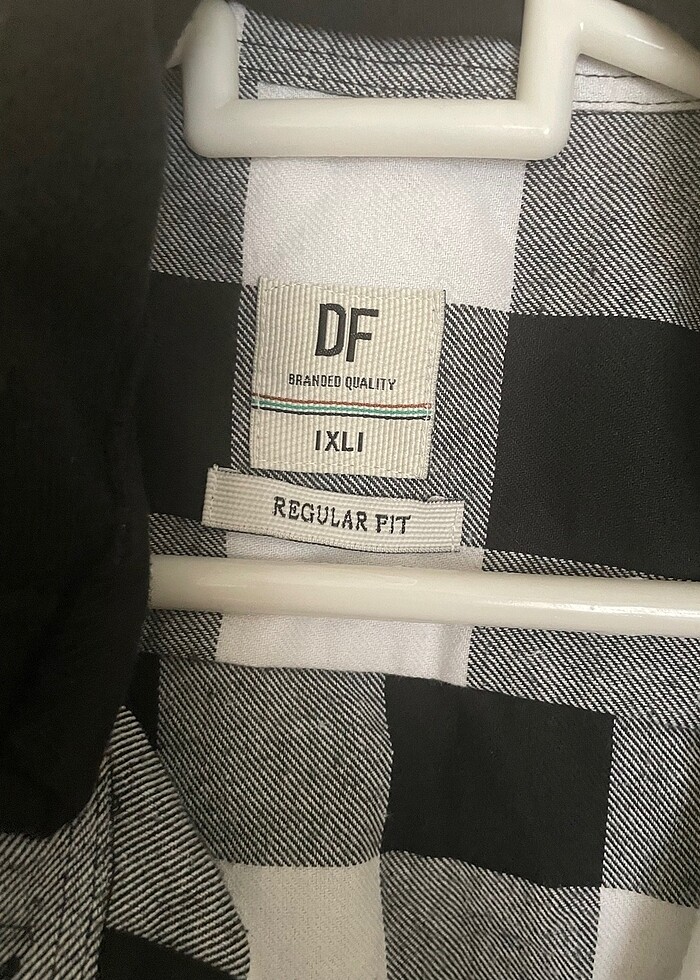 DF
BRANDED QUALITY
IXLI
REGULAR FIT